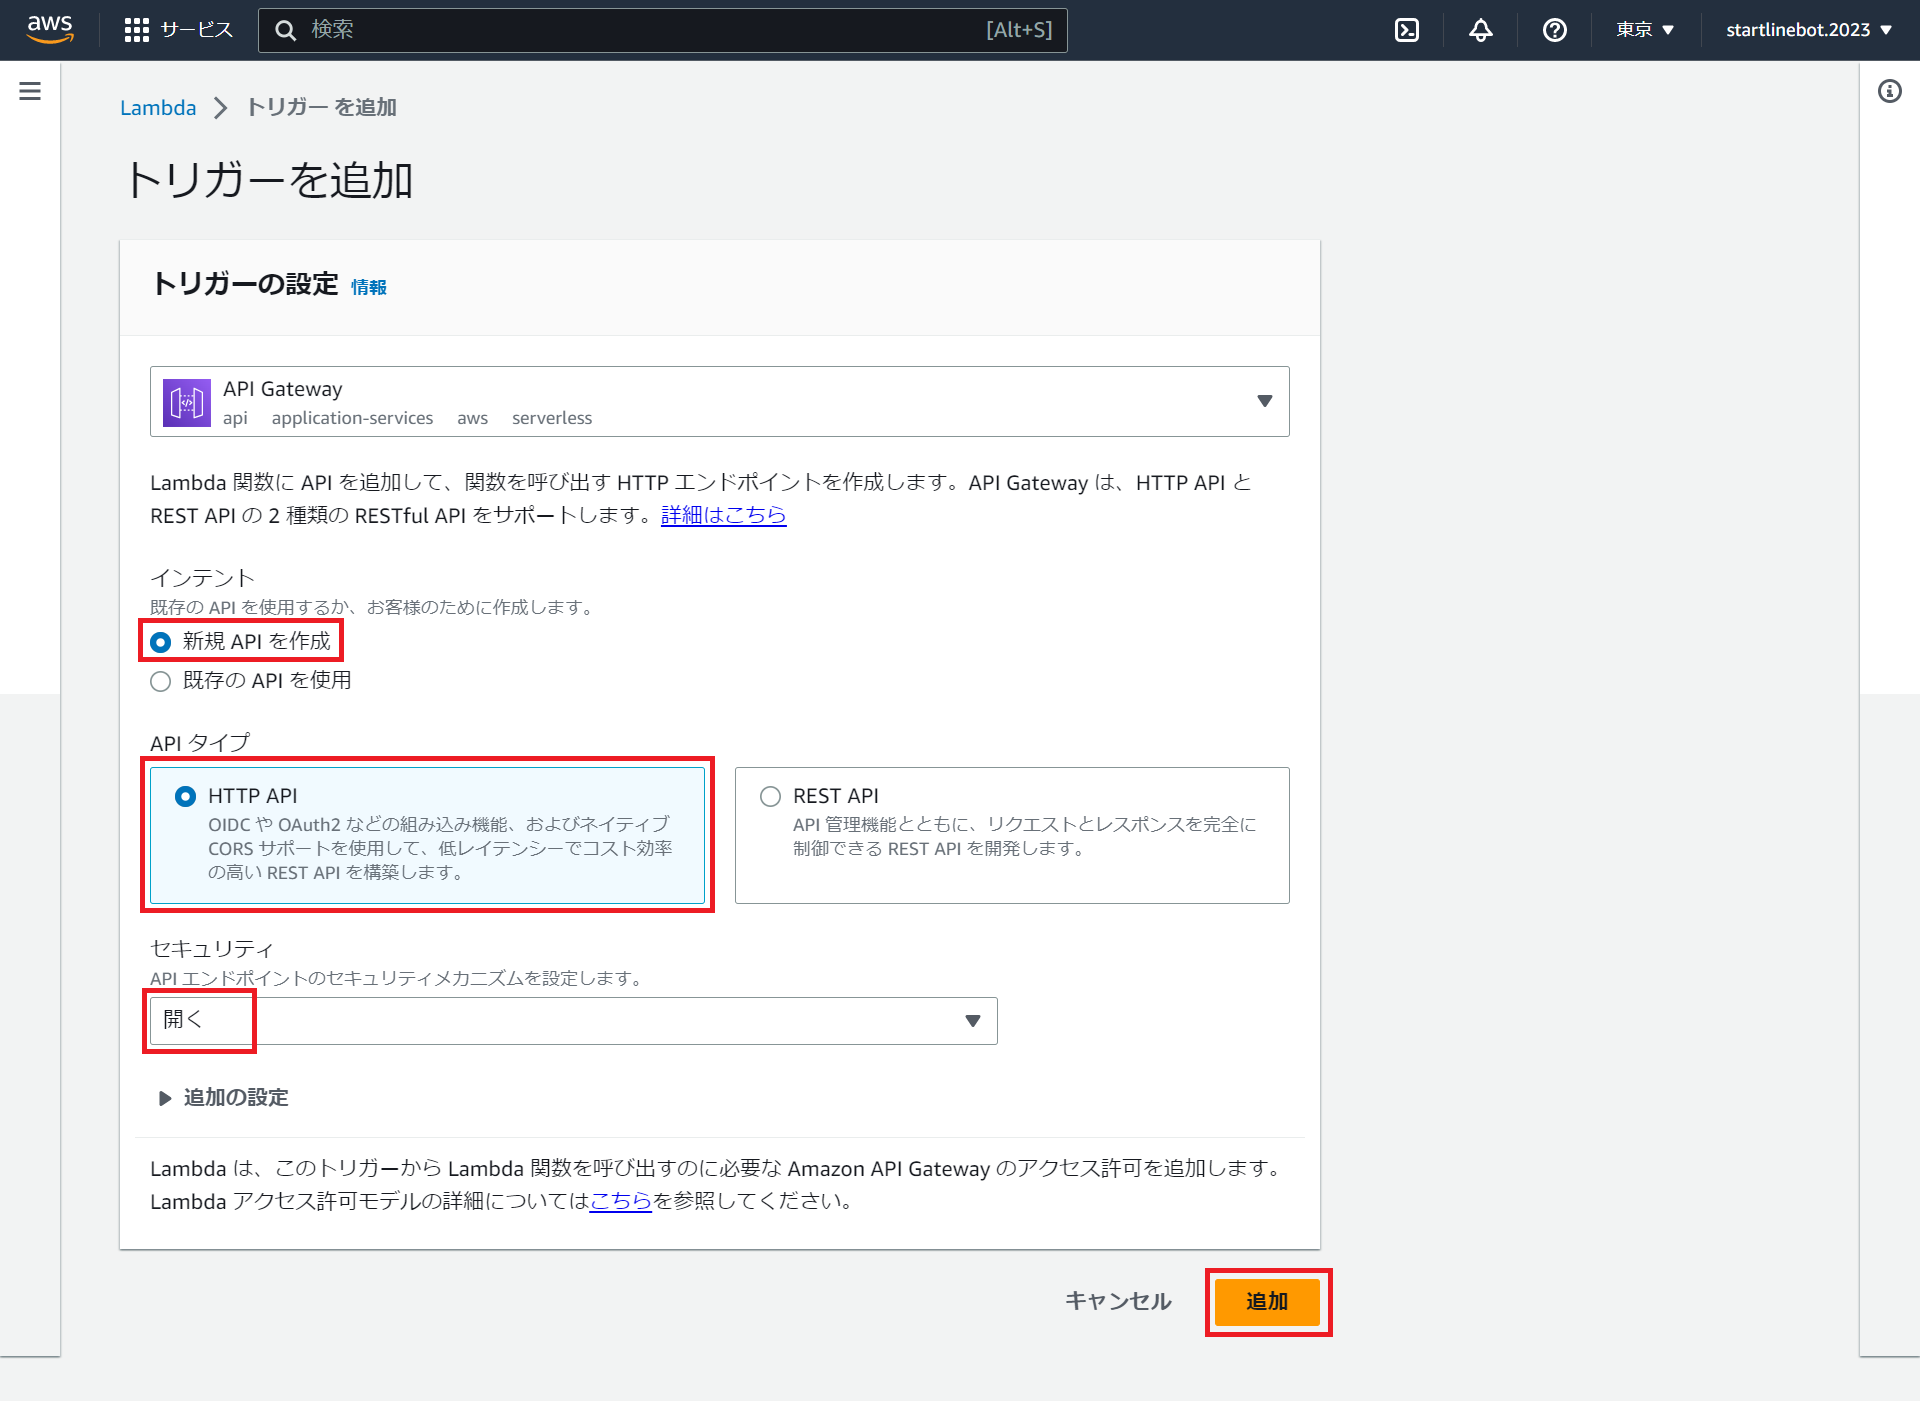 aws サービス 検索 [Alt+S] 東京 startlinebot.2023
Lambda トリガー を追加
トリガーを追加
トリガーの設定 情報
API Gateway
api application-services aws serverless
Lambda 関数に API を追加して、関数を呼び出す HTTP エンドポイントを作成します。API Gateway は、HTTP API と
REST API の 2 種類の RESTful API をサポートします。詳細はこちら
インテント
既存の API を使用するか、お客様のために作成します。
新規 API を作成
既存の API を使用
API タイプ
HTTP API
OIDC や OAuth2 などの組み込み機能、およびネイティブ
CORS サポートを使用して、低レイテンシーでコスト効率
の高い REST API を構築します。
REST API
API 管理機能とともに、リクエストとレスポンスを完全に
制御できる REST API を開発します。
セキュリティ
API エンドポイントのセキュリティメカニズムを設定します。
開く
追加の設定
Lambda は、このトリガーから Lambda 関数を呼び出すのに必要な Amazon API Gateway のアクセス許可を追加します。
Lambda アクセス許可モデルの詳細についてはこちらを参照してください。
キャンセル 追加